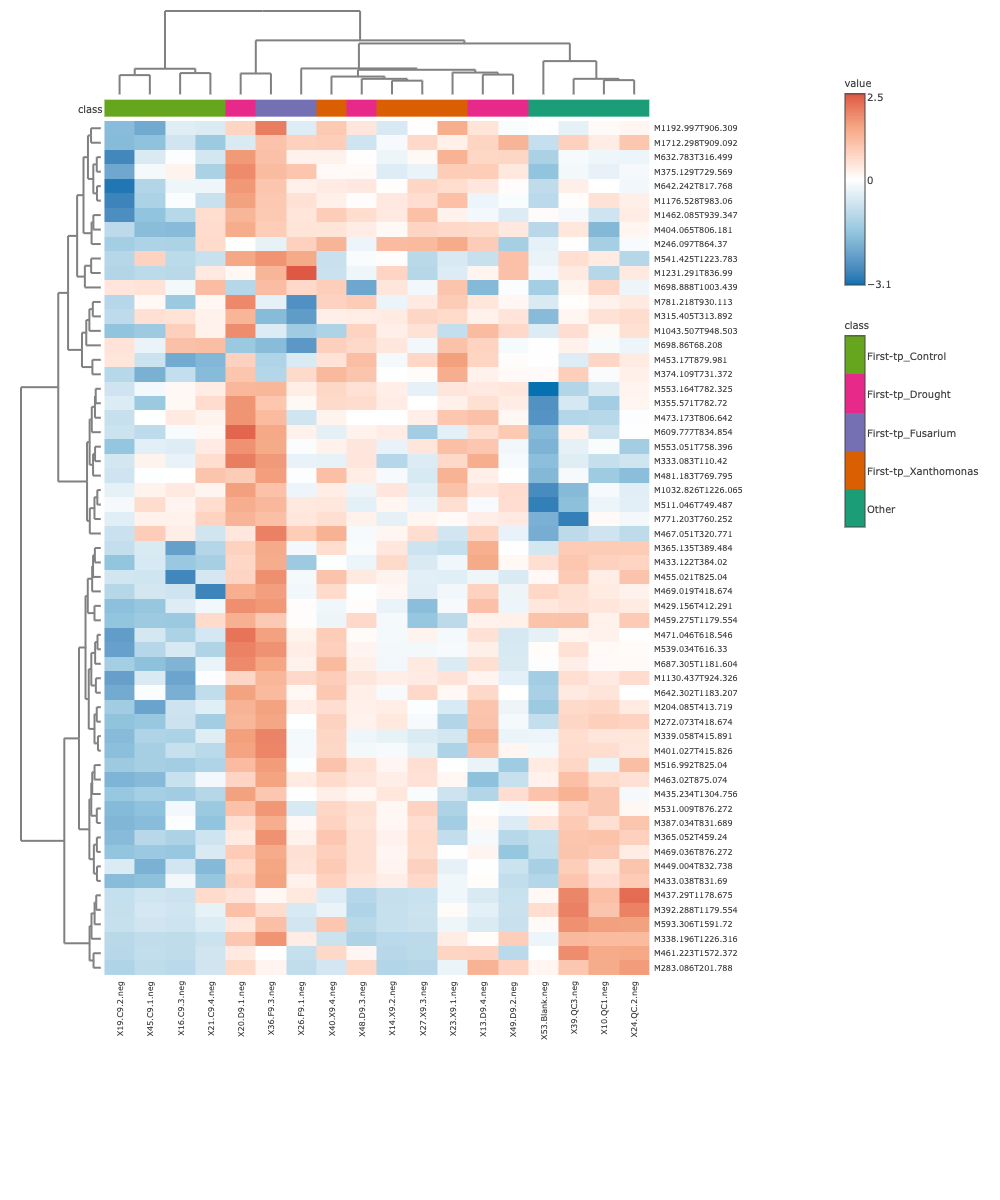 value
2.5
0
−3.1
class
First-tp_Control
First-tp_Drought
First-tp_Fusarium
First-tp_Xanthomonas
Other
class
M1192.997T906.309
M1712.298T909.092
M632.783T316.499
M375.129T729.569
M642.242T817.768
M1176.528T983.06
M1462.085T939.347
M404.065T806.181
M246.097T864.37
M541.425T1223.783
M1231.291T836.99
M698.888T1003.439
M781.218T930.113
M315.405T313.892
M1043.507T948.503
M698.86T68.208
M453.17T879.981
M374.109T731.372
M553.164T782.325
M355.571T782.72
M473.173T806.642
M609.777T834.854
M553.051T758.396
M333.083T110.42
M481.183T769.795
M1032.826T1226.065
M511.046T749.487
M771.203T760.252
M467.051T320.771
M365.135T389.484
M433.122T384.02
M455.021T825.04
M469.019T418.674
M429.156T412.291
M459.275T1179.554
M471.046T618.546
M539.034T616.33
M687.305T1181.604
M1130.437T924.326
M642.302T1183.207
M204.085T413.719
M272.073T418.674
M339.058T415.891
M401.027T415.826
M516.992T825.04
M463.02T875.074
M435.234T1304.756
M531.009T876.272
M387.034T831.689
M365.052T459.24
M469.036T876.272
M449.004T832.738
M433.038T831.69
M437.29T1178.675
M392.288T1179.554
M593.306T1591.72
M338.196T1226.316
M461.223T1572.372
M283.086T201.788
X19.C9.2.neg
X45.C9.1.neg
X16.C9.3.neg
X21.C9.4.neg
X20.D9.1.neg
X36.F9.3.neg
X26.F9.1.neg
X40.X9.4.neg
X48.D9.3.neg
X14.X9.2.neg
X27.X9.3.neg
X23.X9.1.neg
X13.D9.4.neg
X49.D9.2.neg
X53.Blank.neg
X39.QC3.neg
X10.QC1.neg
X24.QC.2.neg